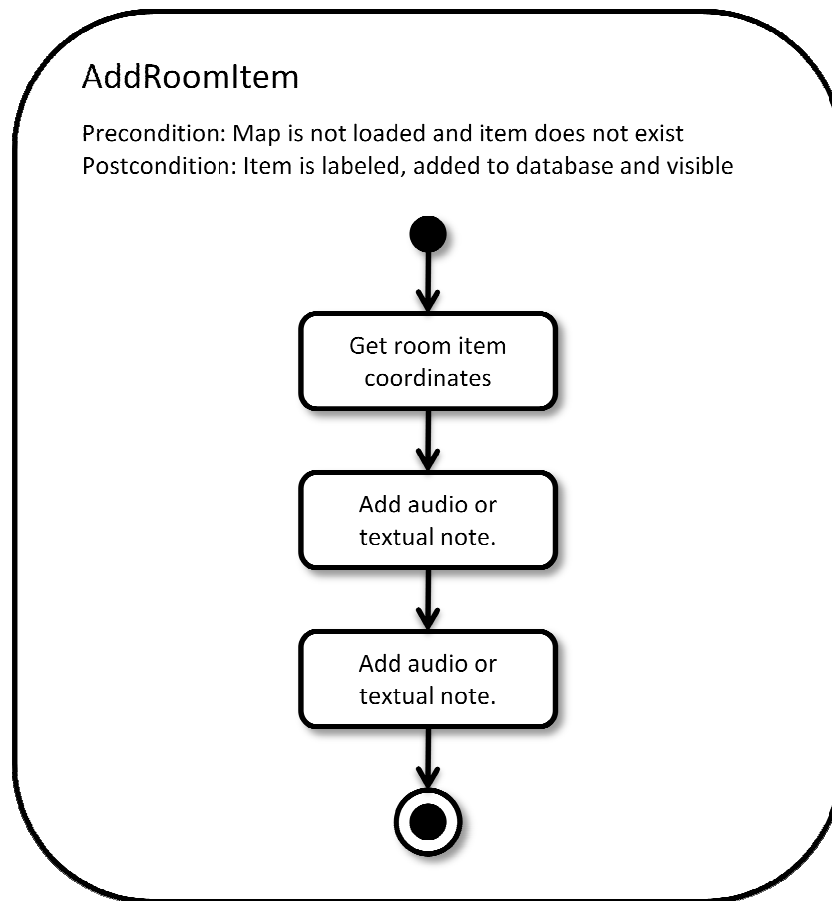 AddRoomItem
Precondition: Map is not loaded and item does not exist
Postcondition: Item is labeled, added to database and visible
Get room item
coordinates
Add audio or
textual note.
Add audio or
textual note.